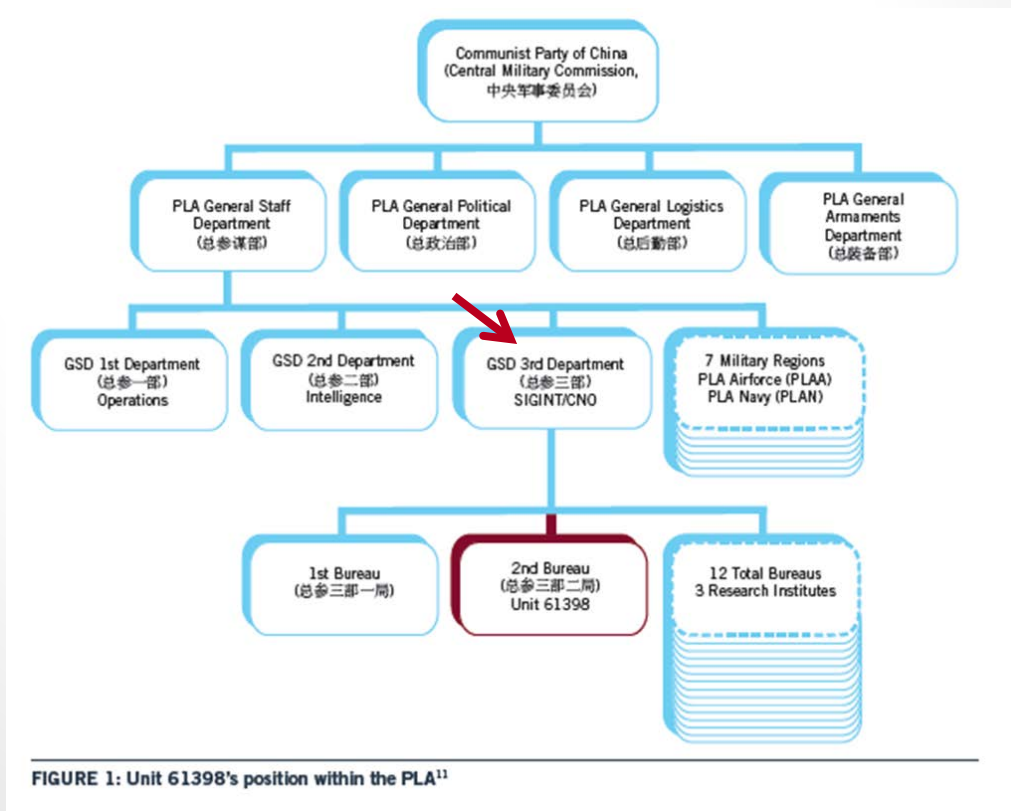 Communist Party of China
(Central Military Commission,
中央军事委员会)
PLA General Staff
Department
(总参谋部)
PLA General Political
Department
(总政治部)
PLA General Logistics
Department
(总后勤部)
PLA General
Armaments
Department
(总装备部)
GSD 1st Department
(总参一部)
Operations
GSD 2nd Department
(总参二部)
Intelligence
GSD 3rd Department
(总参三部)
SIGINT/CNO
7 Military Regions
PLA Airforce (PLAA)
PLA Navy (PLAN)
1st Bureau
(总参三部一局)
2nd Bureau
(总参三部二局)
Unit 61398
12 Total Bureaus
3 Research Institutes
FIGURE 1: Unit 61398's position within the PLA¹¹